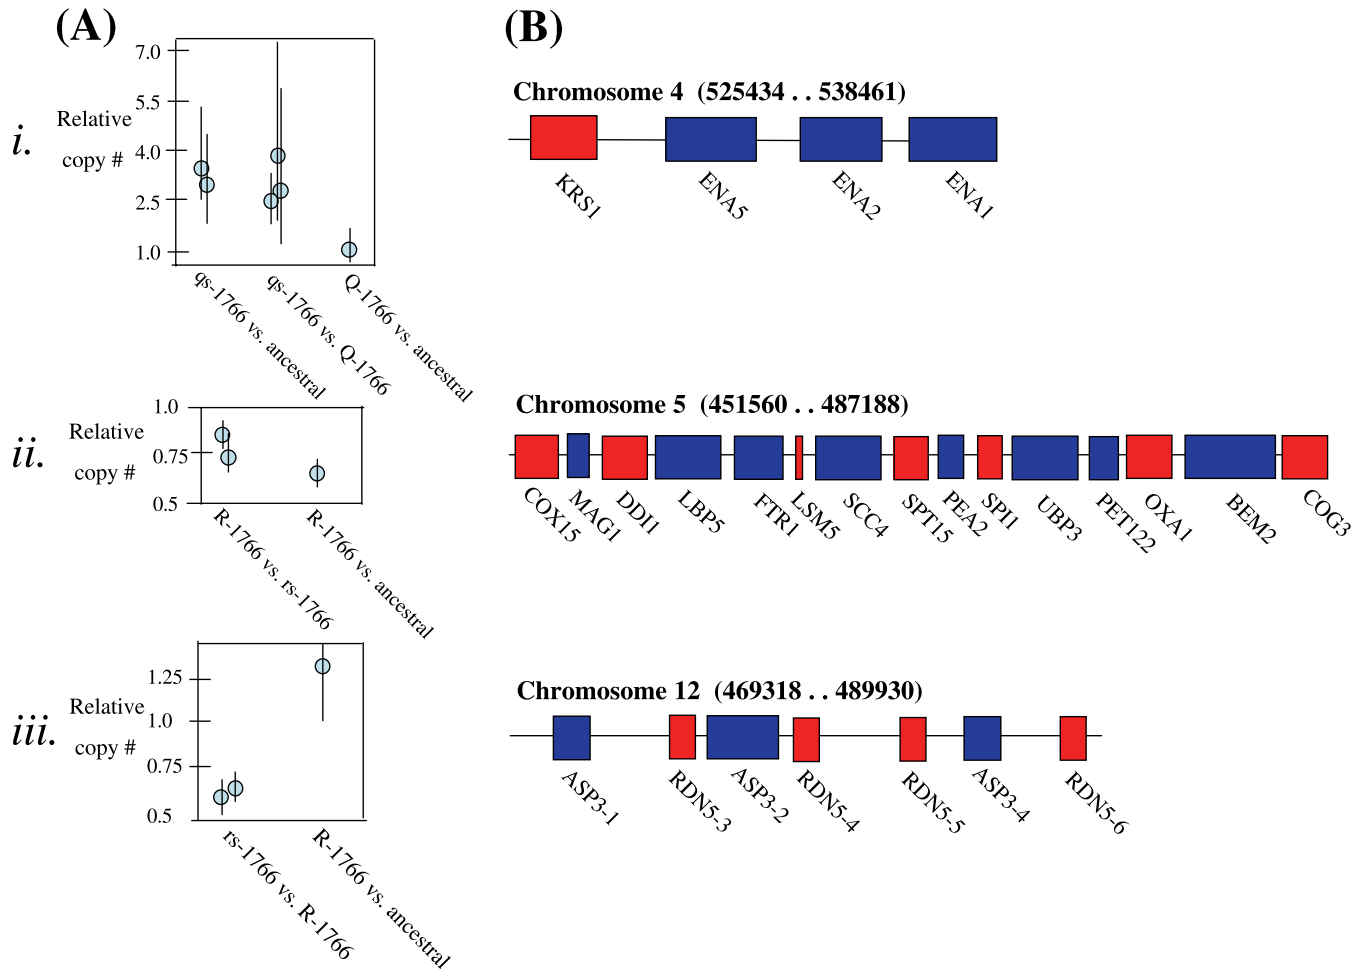 (A)
i.
Relative
copy #
7.0
5.5
4.0
2.5
1.0
qs-1766 vs. ancestral
qs-1766 vs. Q-1766
Q-1766 vs. ancestral
ii.
Relative
copy #
1.0
0.75
0.5
R-1766 vs. rs-1766
R-1766 vs. ancestral
iii.
Relative
copy #
1.25
1.0
0.75
0.5
rs-1766 vs. R-1766
R-1766 vs. ancestral
(B)
Chromosome 4 (525434 . . 538461)
KRS1
ENA5
ENA2
ENA1
Chromosome 5 (451560 . . 487188)
COX15
MAG1
DDI1
LBP5
FTR1
LSM5
SCC4
SPT15
PEA2
SPI1
UBP3
PET122
OXA1
BEM2
COG3
Chromosome 12 (469318 . . 489930)
ASP3-1
RDN5-3
ASP3-2
RDN5-4
RDN5-5
ASP3-4
RDN5-6